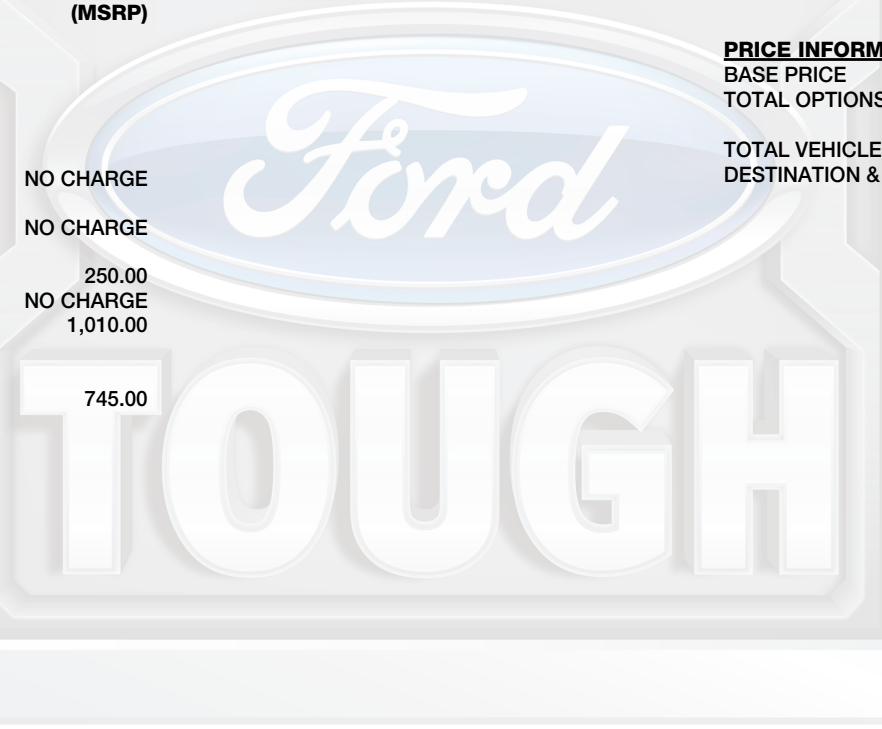 (MSRP)
NO CHARGE
NO CHARGE
250.00
NO CHARGE
1,010.00
745.00
PRICE INFORM
BASE PRICE
TOTAL OPTIONS
TOTAL VEHICLE
DESTINATION &
Ford
TOUGH